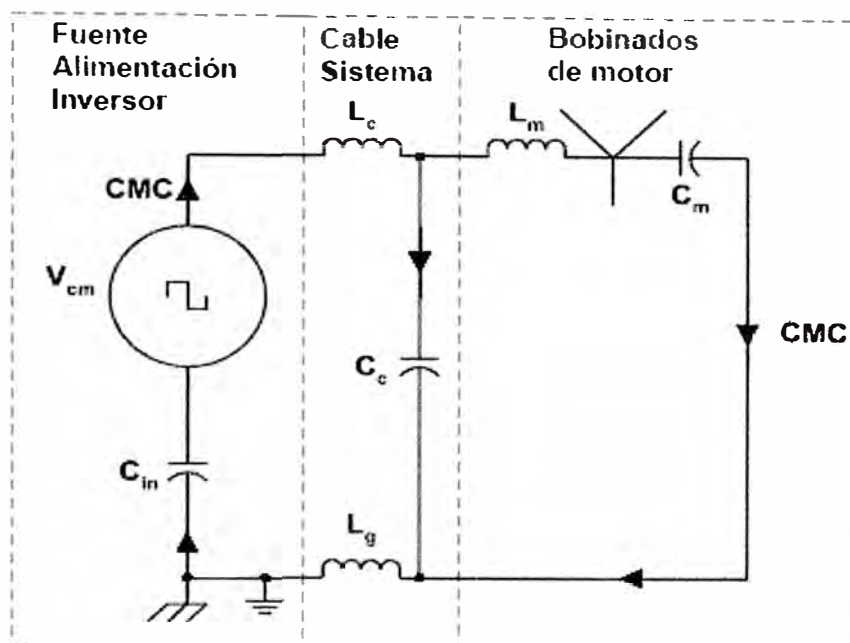 Fuente
Alimentación
Inversor
Cable
Sistema
Bobinados
de motor
Lc
Lm
CMC
Cm
Vcm
CMC
Cc
Cin
Lg